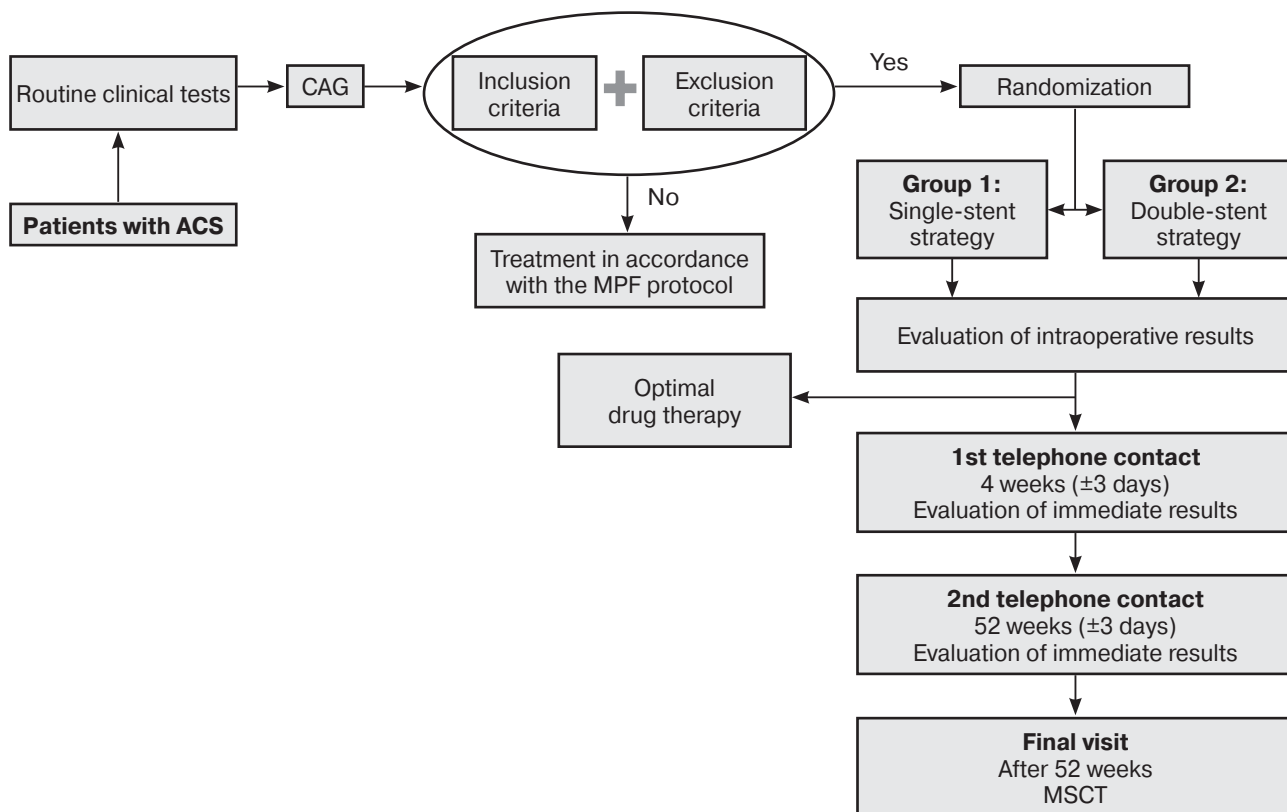 Routine clinical tests
CAG
Inclusion
criteria
Exclusion
criteria
Yes
Randomization
Patients with ACS
No
Treatment in accordance
with the MPF protocol
Group 1:
Single-stent
strategy
Group 2:
Double-stent
strategy
Evaluation of intraoperative results
Optimal
drug therapy
1st telephone contact
4 weeks (±3 days)
Evaluation of immediate results
2nd telephone contact
52 weeks (±3 days)
Evaluation of immediate results
Final visit
After 52 weeks
MSCT